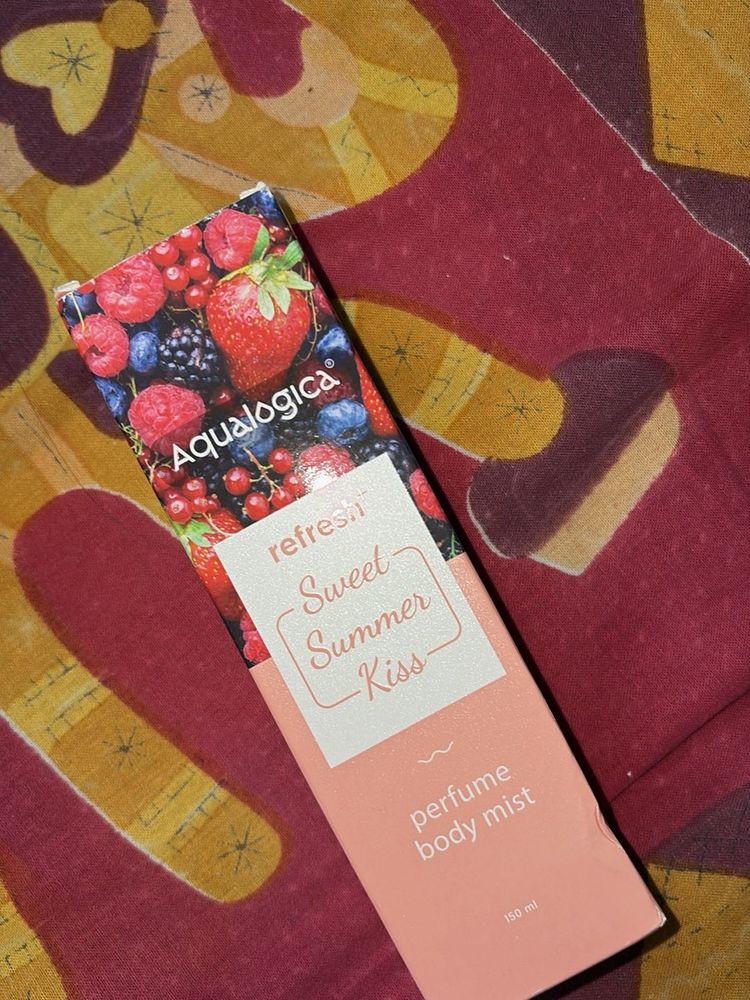 Aqualogica®
refresh+
Sweet
Summer
Kiss
perfume
body mist
150 ml